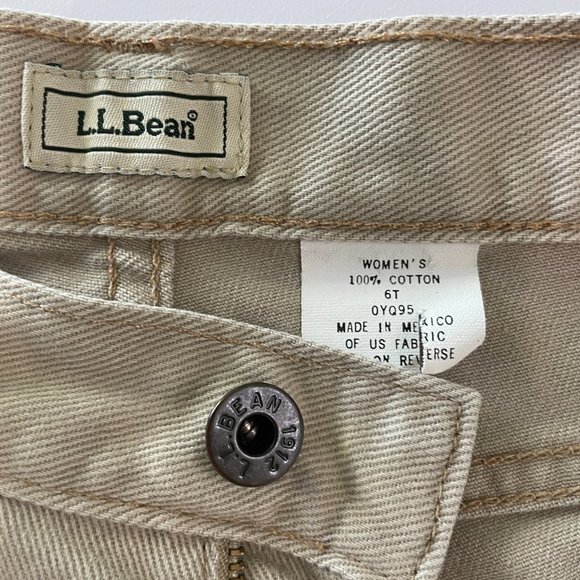 L.L.Bean®
WOMEN'S
100% COTTON
6T
0YQ95
MADE IN MEXICO
OF US FABRIC
ON REVERSE
L.L.BEAN 1912